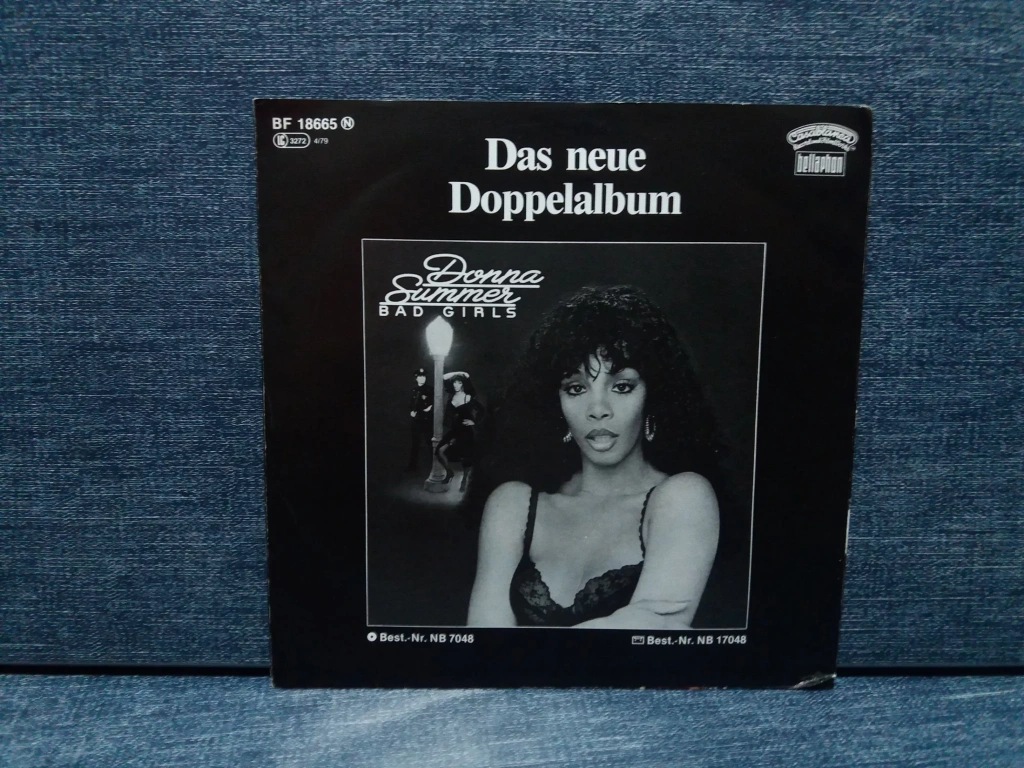 BF 18665 Ⓝ
LC 3272 4/79
Casablanca
bellaphon
Das neue
Doppelalbum
Donna
Summer
BAD GIRLS
Best.-Nr. NB 7048
Best.-Nr. NB 17048